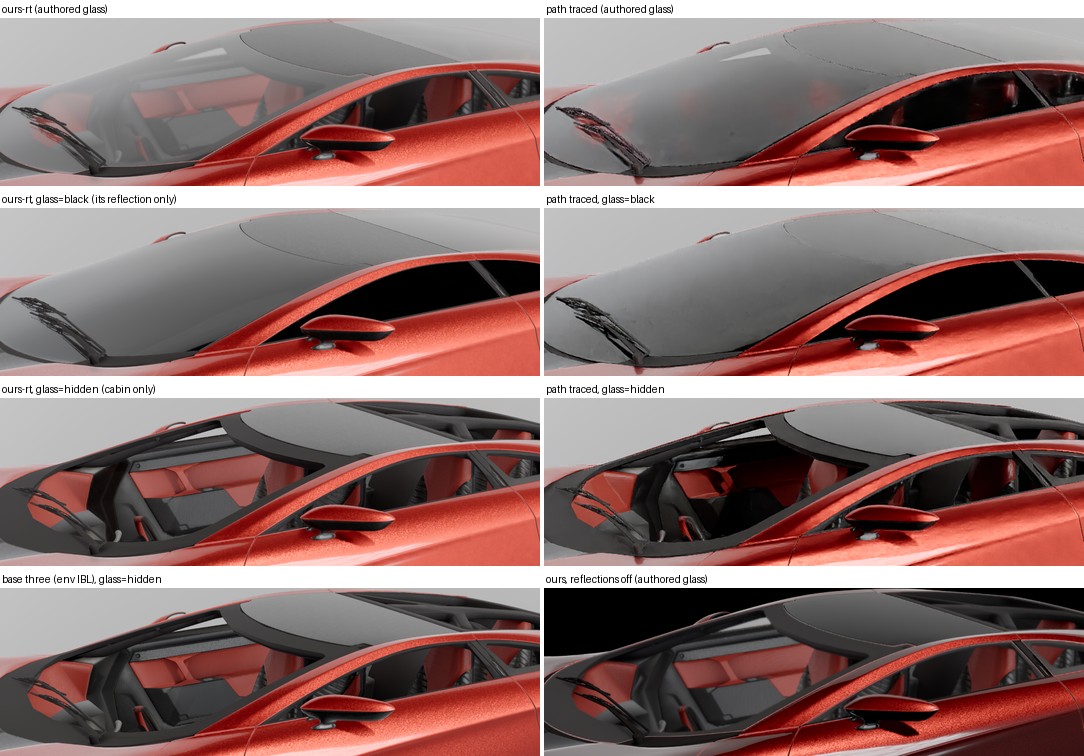 ours-rt (authored glass)
path traced (authored glass)
ours-rt, glass=black (its reflection only)
path traced, glass=black
ours-rt, glass=hidden (cabin only)
path traced, glass=hidden
base three (env IBL), glass=hidden
ours, reflections off (authored glass)